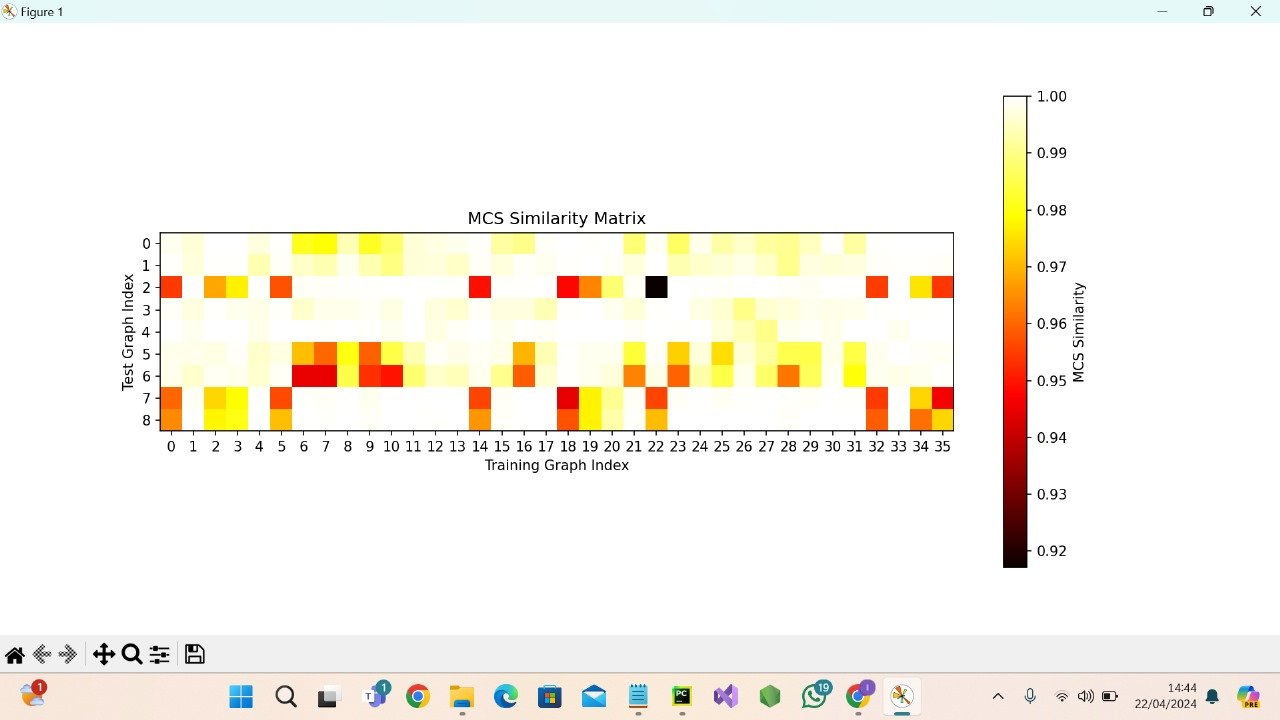 Figure 1
MCS Similarity Matrix
Test Graph Index
0
1
2
3
4
5
6
7
8
0 1 2 3 4 5 6 7 8 9 10 11 12 13 14 15 16 17 18 19 20 21 22 23 24 25 26 27 28 29 30 31 32 33 34 35
Training Graph Index
1.00
0.99
0.98
0.97
0.96
0.95
0.94
0.93
0.92
MCS Similarity
1
T
1
PC
19
I
14:44
22/04/2024
PRE